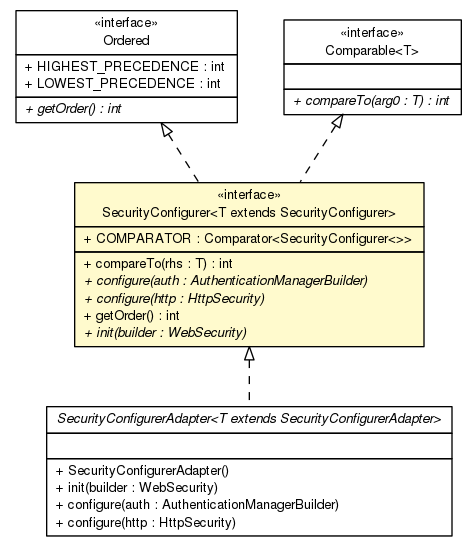 «interface»
Ordered
+ HIGHEST_PRECEDENCE : int
+ LOWEST_PRECEDENCE : int
+ getOrder() : int
«interface»
Comparable<T>
+ compareTo(arg0 : T) : int
«interface»
SecurityConfigurer<T extends SecurityConfigurer>
+ COMPARATOR : Comparator<SecurityConfigurer<>>
+ compareTo(rhs : T) : int
+ configure(auth : AuthenticationManagerBuilder)
+ configure(http : HttpSecurity)
+ getOrder() : int
+ init(builder : WebSecurity)
SecurityConfigurerAdapter<T extends SecurityConfigurerAdapter>
+ SecurityConfigurerAdapter()
+ init(builder : WebSecurity)
+ configure(auth : AuthenticationManagerBuilder)
+ configure(http : HttpSecurity)